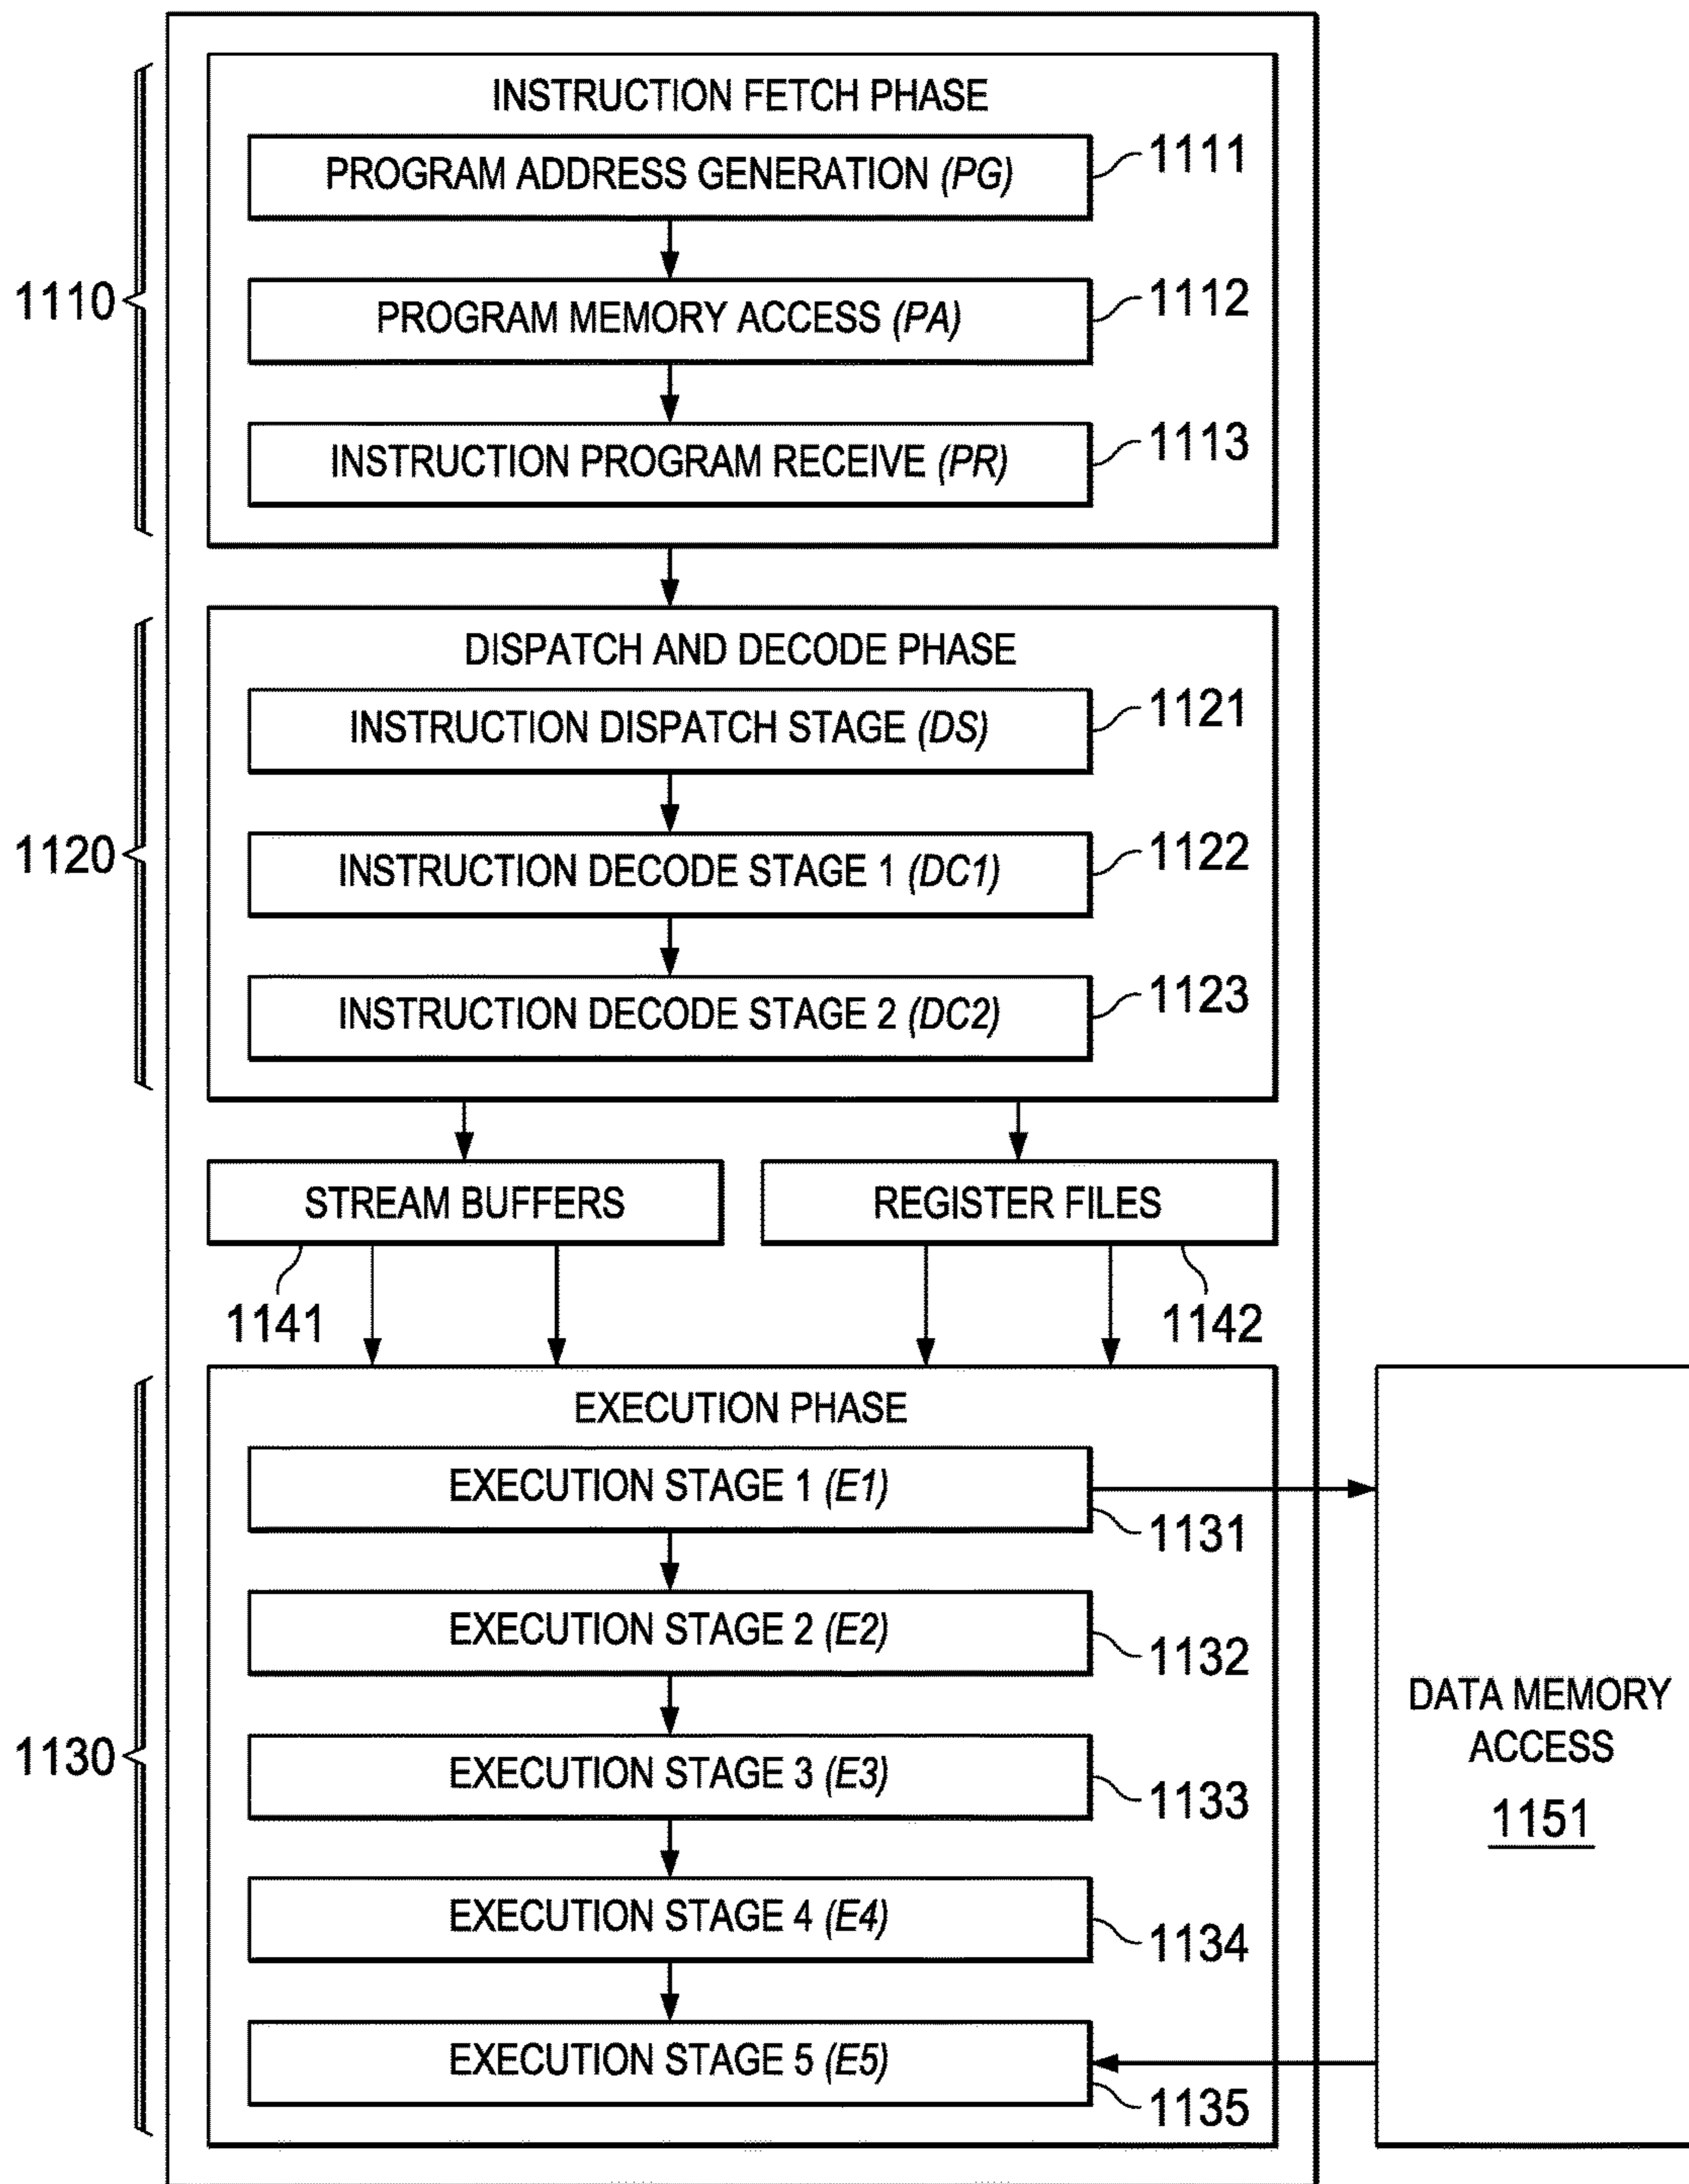 INSTRUCTION FETCH PHASE
PROGRAM ADDRESS GENERATION (PG)
1111
1110
PROGRAM MEMORY ACCESS (PA)
1112
INSTRUCTION PROGRAM RECEIVE (PR)
1113
DISPATCH AND DECODE PHASE
INSTRUCTION DISPATCH STAGE (DS)
1121
1120
INSTRUCTION DECODE STAGE 1 (DC1)
1122
INSTRUCTION DECODE STAGE 2 (DC2)
1123
STREAM BUFFERS
REGISTER FILES
1141
1142
EXECUTION PHASE
EXECUTION STAGE 1 (E1)
1131
EXECUTION STAGE 2 (E2)
1132
1130
EXECUTION STAGE 3 (E3)
1133
EXECUTION STAGE 4 (E4)
1134
EXECUTION STAGE 5 (E5)
1135
DATA MEMORY
ACCESS
1151